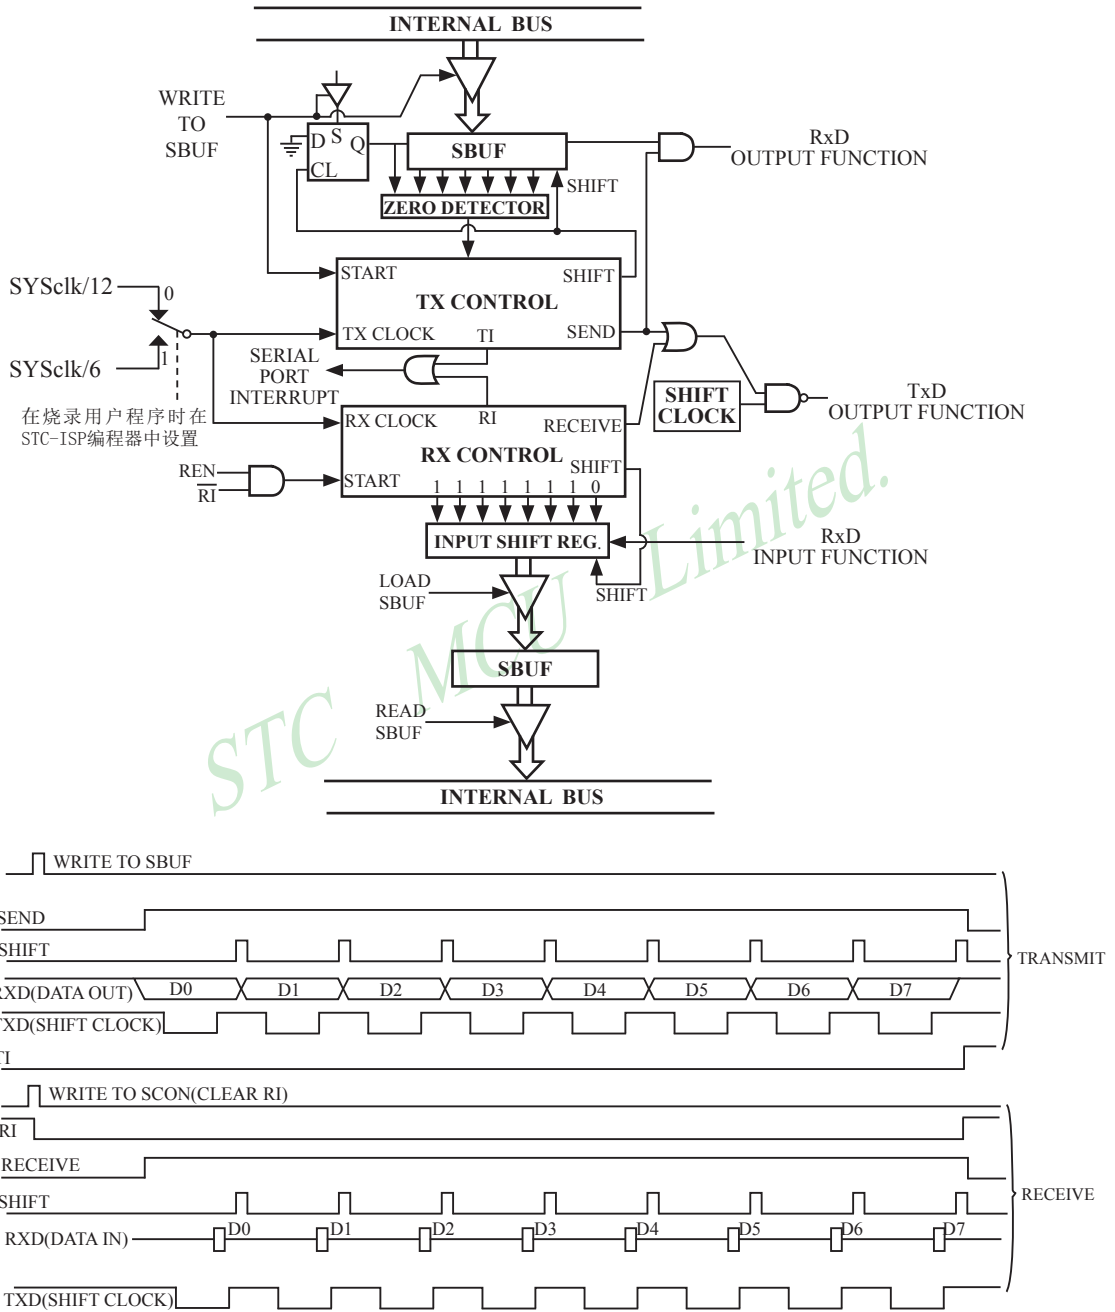 INTERNAL BUS
WRITE
TO
SBUF
D S Q
CL
SBUF
RxD
OUTPUT FUNCTION
SHIFT
ZERO DETECTOR
START
SHIFT
SYSclk/12
0
TX CONTROL
TX CLOCK
TI
SEND
SYSclk/6
1
SERIAL
PORT
INTERRUPT
SHIFT
CLOCK
TxD
OUTPUT FUNCTION
在烧录用户程序时在
STC-ISP编程器中设置
RX CLOCK
RI
RECEIVE
RX CONTROL
SHIFT
REN
RI
START
1 1 1 1 1 1 1 0
INPUT SHIFT REG.
RxD
INPUT FUNCTION
LOAD
SBUF
SHIFT
SBUF
READ
SBUF
INTERNAL BUS
STC MCU Limited.
WRITE TO SBUF
SEND
SHIFT
RXD(DATA OUT) D0 D1 D2 D3 D4 D5 D6 D7
TXD(SHIFT CLOCK)
TI
TRANSMIT
WRITE TO SCON(CLEAR RI)
RI
RECEIVE
SHIFT
RXD(DATA IN) D0 D1 D2 D3 D4 D5 D6 D7
TXD(SHIFT CLOCK)
RECEIVE